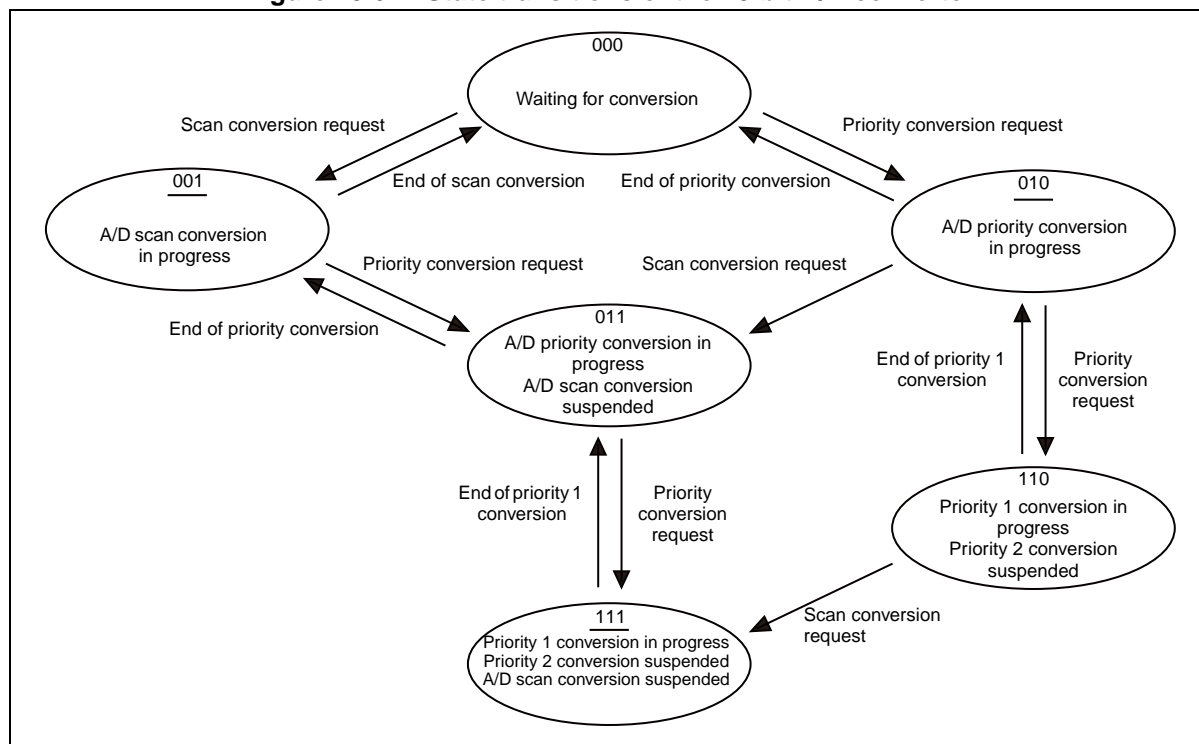 000
Waiting for conversion
Scan conversion request
Priority conversion request
End of scan conversion
End of priority conversion
001
A/D scan conversion
in progress
010
A/D priority conversion
in progress
Priority conversion request
Scan conversion request
End of priority conversion
011
A/D priority conversion in
progress
A/D scan conversion
suspended
End of priority 1
conversion
Priority
conversion
request
End of priority 1
conversion
Priority
conversion
request
110
Priority 1 conversion in
progress
Priority 2 conversion
suspended
Scan conversion
request
111
Priority 1 conversion in progress
Priority 2 conversion suspended
A/D scan conversion suspended